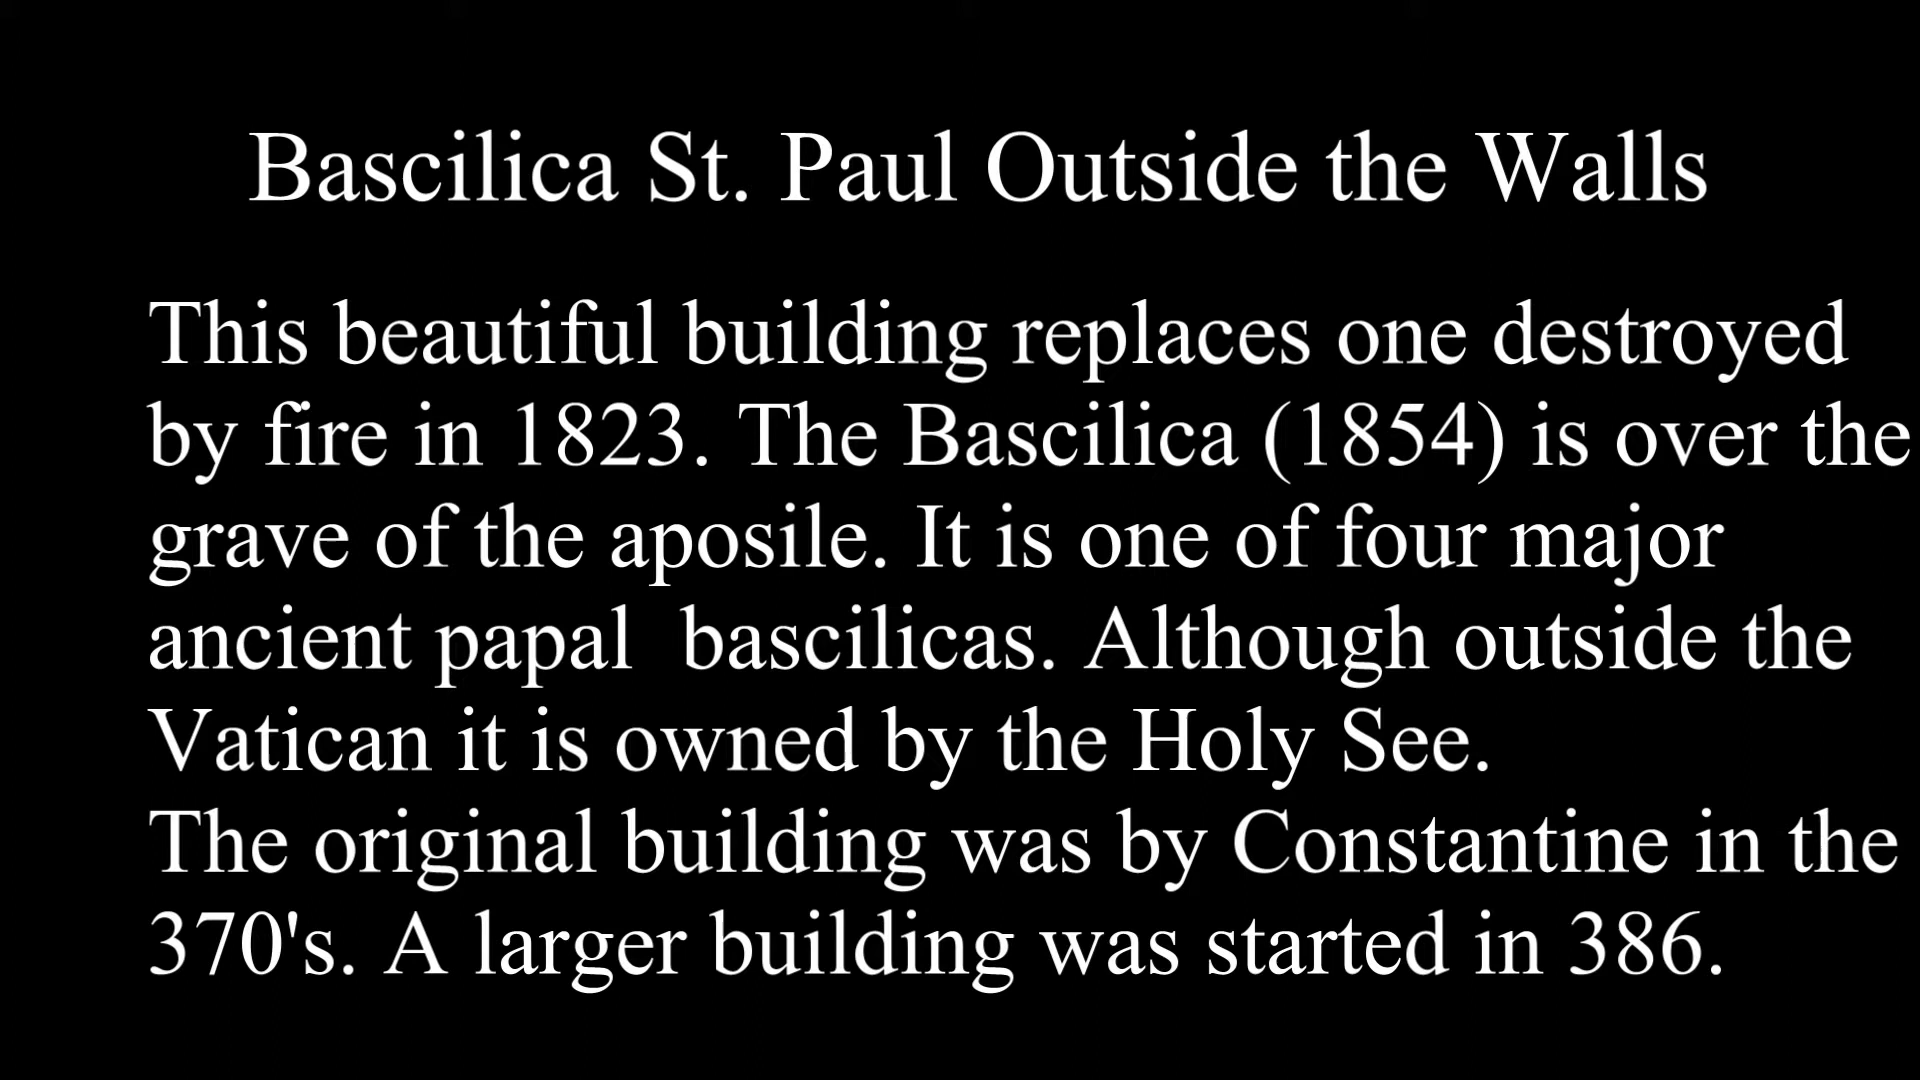 Bascilica St. Paul Outside the Walls
This beautiful building replaces one destroyed
by fire in 1823. The Bascilica (1854) is over the
grave of the aposile. It is one of four major
ancient papal  bascilicas. Although outside the
Vatican it is owned by the Holy See.
The original building was by Constantine in the
370's. A larger building was started in 386.